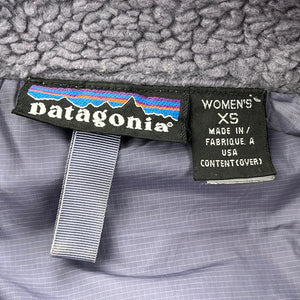 patagonia®
WOMEN'S
XS
MADE IN/
FABRIQUE A
USA
CONTENT(OVER)